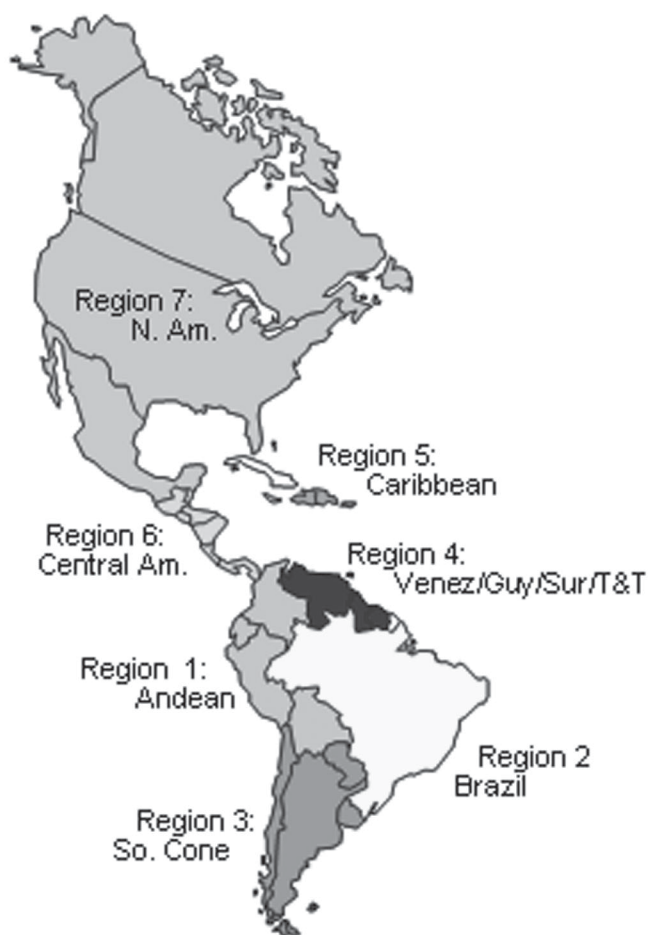 Region 7:
N. Am.
Region 5:
Caribbean
Region 6:
Central Am.
Region 4:
Venez/Guy/Sur/T&T
Region 1:
Andean
Region 2
Brazil
Region 3:
So. Cone